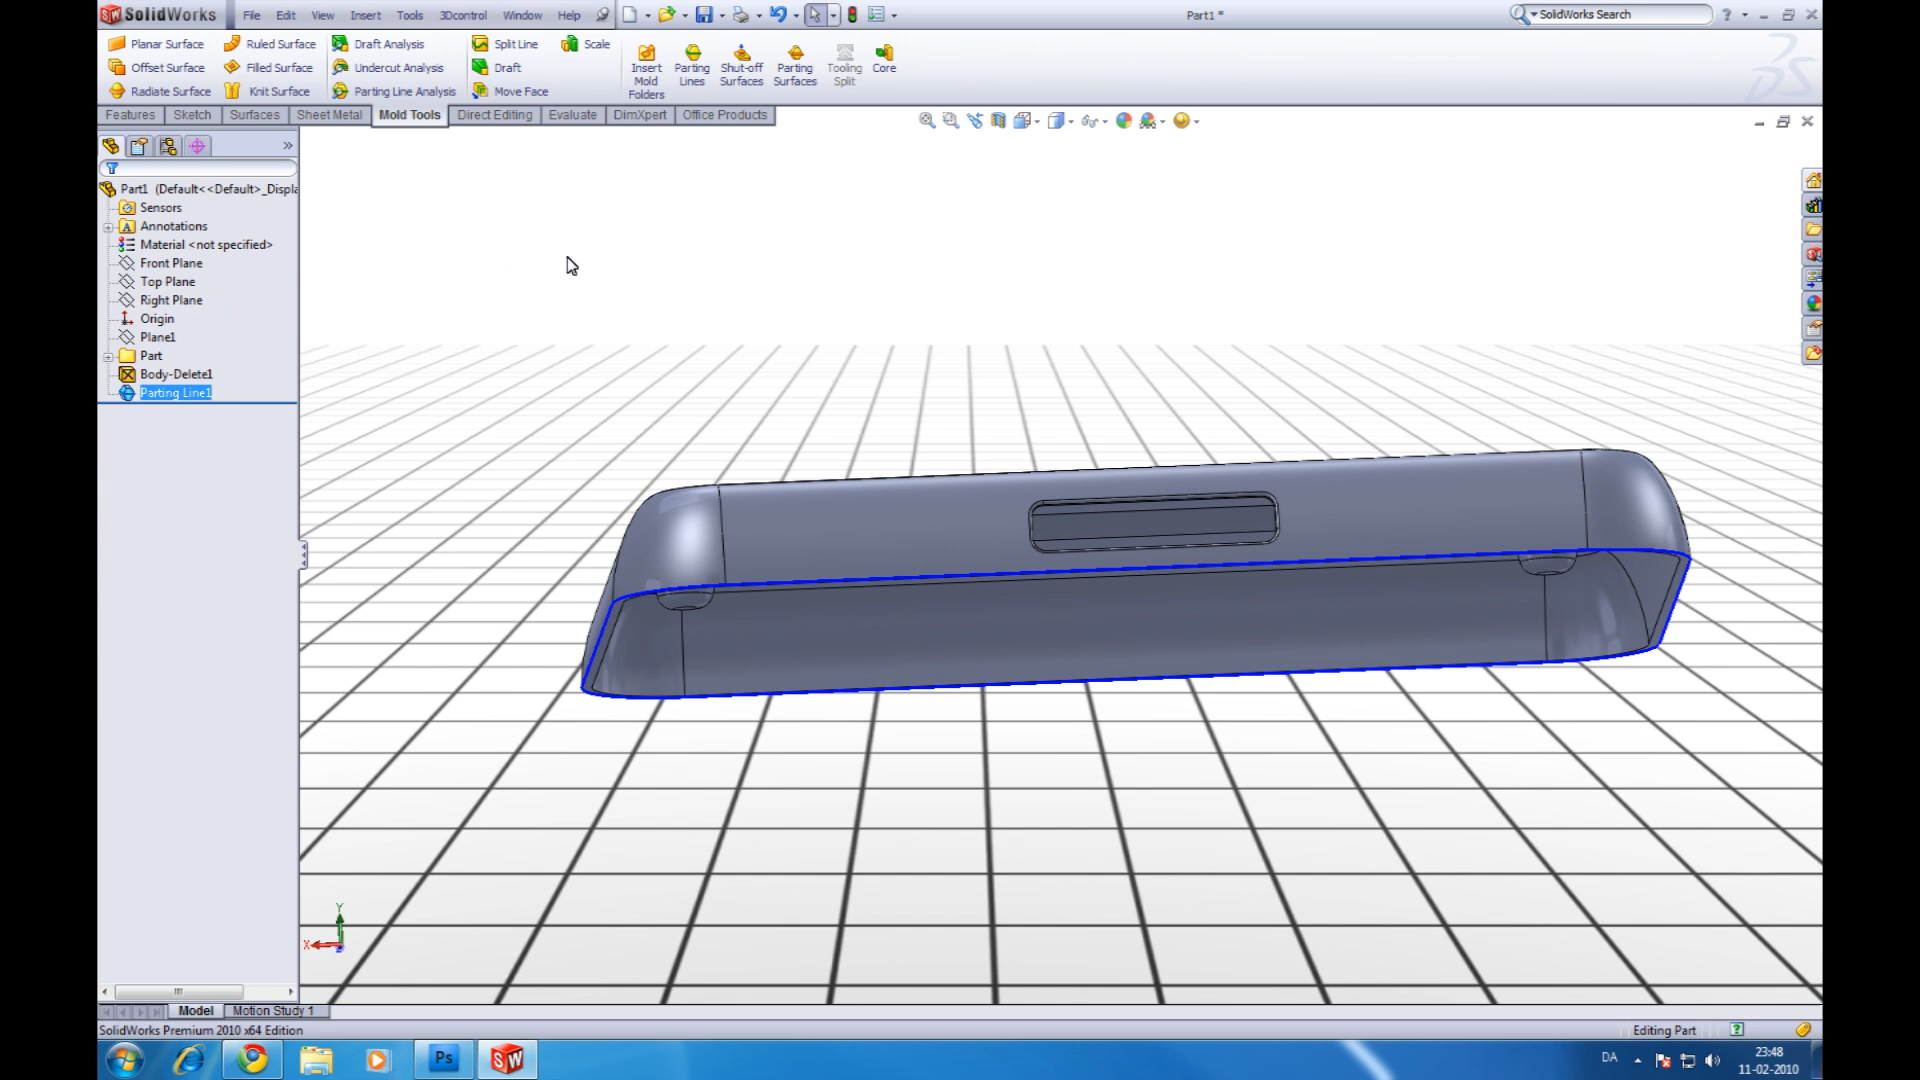 SolidWorks File Edit View Insert Tools 3Dcontrol Window Help Part1 * SolidWorks Search
Planar Surface Ruled Surface Draft Analysis Split Line Scale
Offset Surface Filled Surface Undercut Analysis Draft
Radiate Surface Knit Surface Parting Line Analysis Move Face
Insert Mold Folders Parting Lines Shut-off Surfaces Parting Surfaces Tooling Split Core
Features Sketch Surfaces Sheet Metal Mold Tools Direct Editing Evaluate DimXpert Office Products
Part1 (Default<<Default>_Displa
Sensors
Annotations
Material <not specified>
Front Plane
Top Plane
Right Plane
Origin
Plane1
Part
Body-Delete1
Parting Line1
Y
X
Model Motion Study 1
SolidWorks Premium 2010 x64 Edition Editing Part
Ps SW DA 23:48
11-02-2010